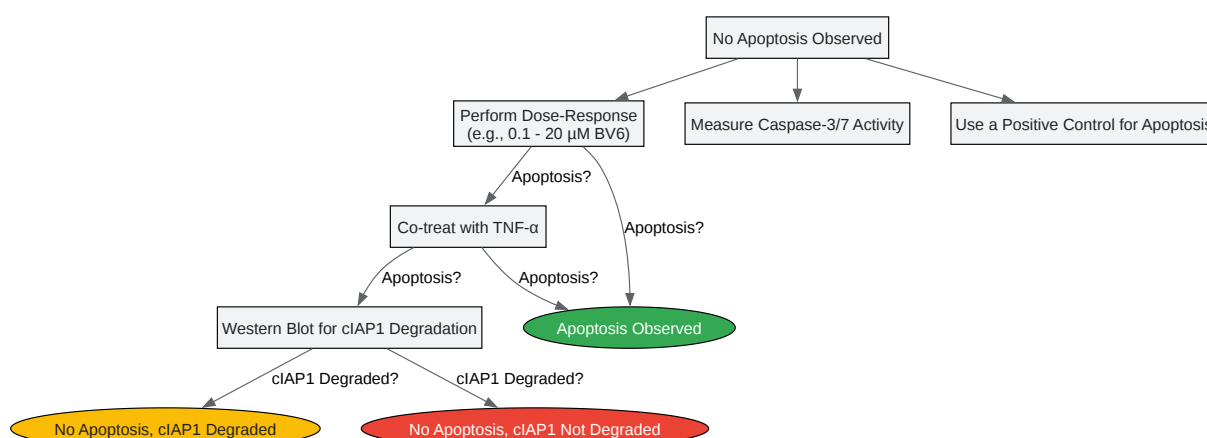 No Apoptosis Observed
Perform Dose-Response
(e.g., 0.1 - 20 µM BV6)
Measure Caspase-3/7 Activity
Use a Positive Control for Apoptosis
Apoptosis?
Co-treat with TNF-α
Apoptosis?
Apoptosis?
Apoptosis?
Western Blot for cIAP1 Degradation
Apoptosis Observed
cIAP1 Degraded?
cIAP1 Degraded?
No Apoptosis, cIAP1 Degraded
No Apoptosis, cIAP1 Not Degraded